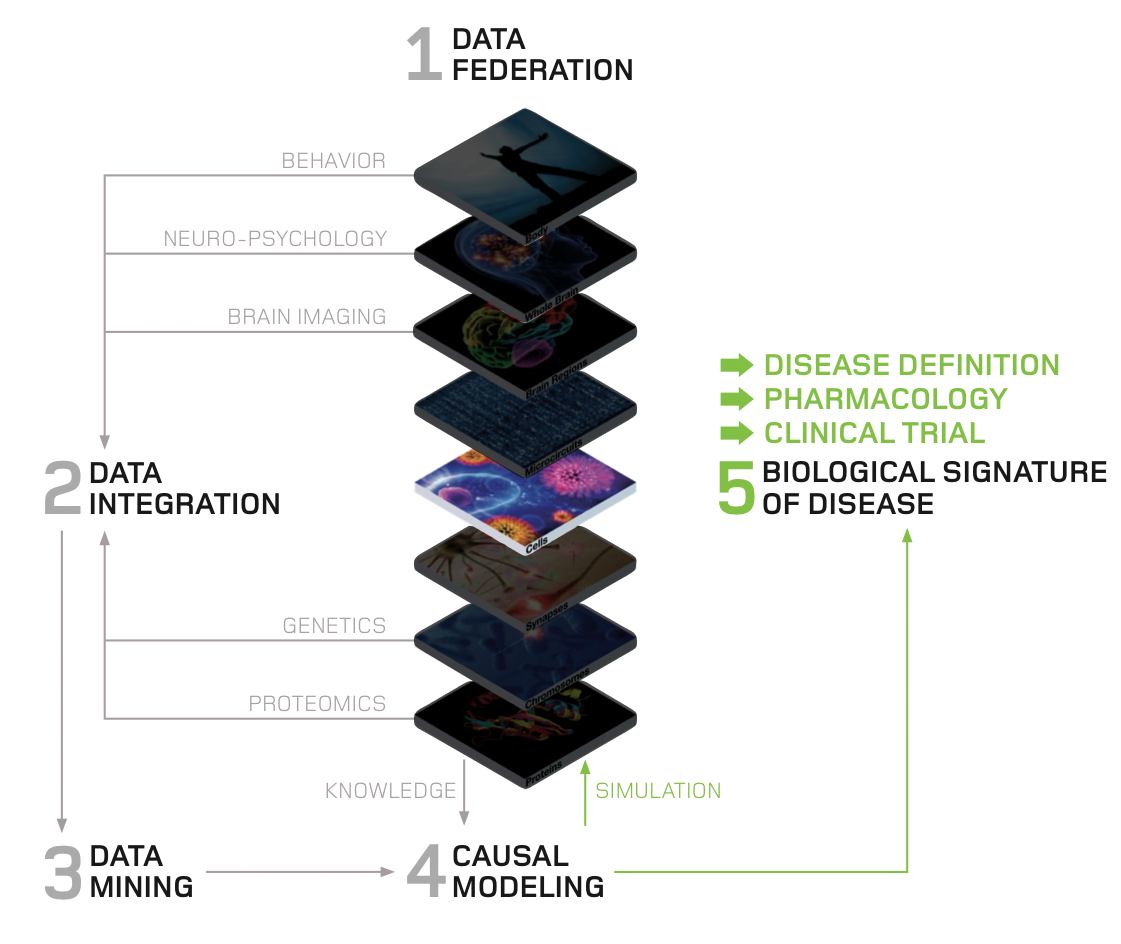 1 DATA
FEDERATION
BEHAVIOR
Body
NEURO-PSYCHOLOGY
Whole Brain
BRAIN IMAGING
Brain Regions
Microcircuits
DISEASE DEFINITION
PHARMACOLOGY
CLINICAL TRIAL
2 DATA
INTEGRATION
5 BIOLOGICAL SIGNATURE
OF DISEASE
Cells
Synapses
GENETICS
Chromosomes
PROTEOMICS
Proteins
KNOWLEDGE
SIMULATION
3 DATA
MINING
4 CAUSAL
MODELING